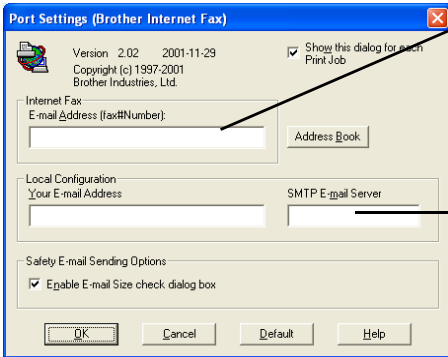 Port Settings (Brother Internet Fax)
Version 2.02 2001-11-29
Copyright (c) 1997-2001
Brother Industries, Ltd.
Show this dialog for each
Print Job
Internet Fax
E-mail Address (fax#Number):
Address Book
Local Configuration
Your E-mail Address
SMTP E-mail Server
Safety E-mail Sending Options
Enable E-mail Size check dialog box
OK Cancel Default Help